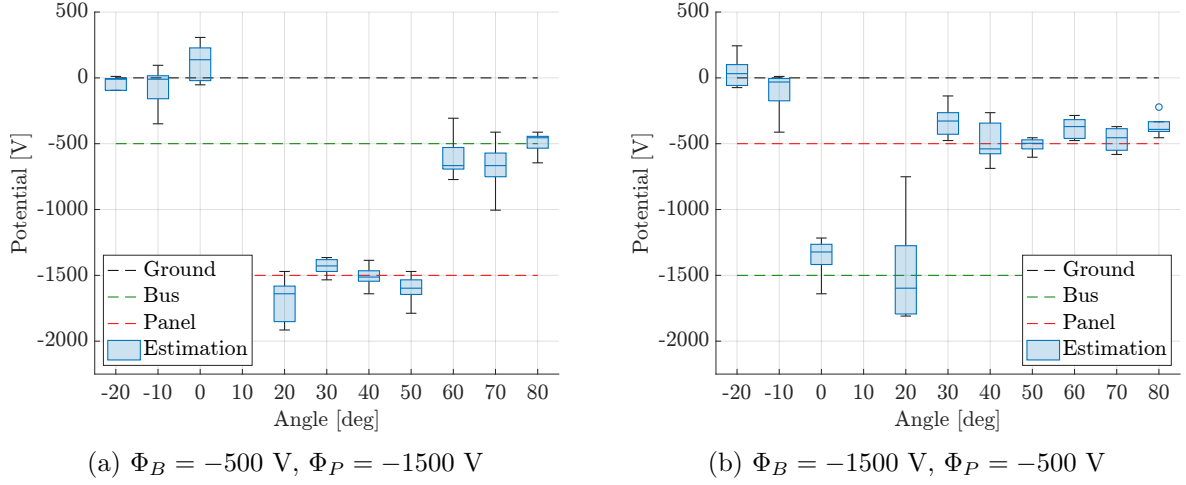 500
0
-500
-1000
-1500
-2000
Potential [V]
Ground
Bus
Panel
Estimation
-20 -10 0 10 20 30 40 50 60 70 80
Angle [deg]
(a) Φ_B = −500 V, Φ_P = −1500 V
500
0
-500
-1000
-1500
-2000
Potential [V]
Ground
Bus
Panel
Estimation
-20 -10 0 10 20 30 40 50 60 70 80
Angle [deg]
(b) Φ_B = −1500 V, Φ_P = −500 V